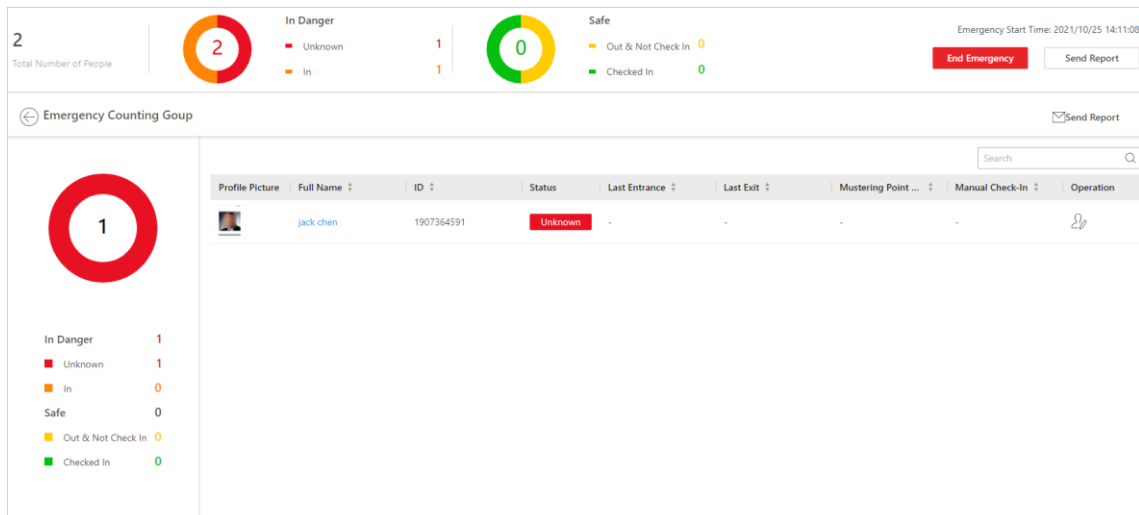 2
Total Number of People
2
In Danger
Unknown 1
In 1
0
Safe
Out & Not Check In 0
Checked In 0
Emergency Start Time: 2021/10/25 14:11:08
End Emergency
Send Report
Emergency Counting Goup
Send Report
1
In Danger 1
Unknown 1
In 0
Safe 0
Out & Not Check In 0
Checked In 0
Search
Profile Picture Full Name ID Status Last Entrance Last Exit Mustering Point ... Manual Check-In Operation
jack chen 1907364591 Unknown - - - -